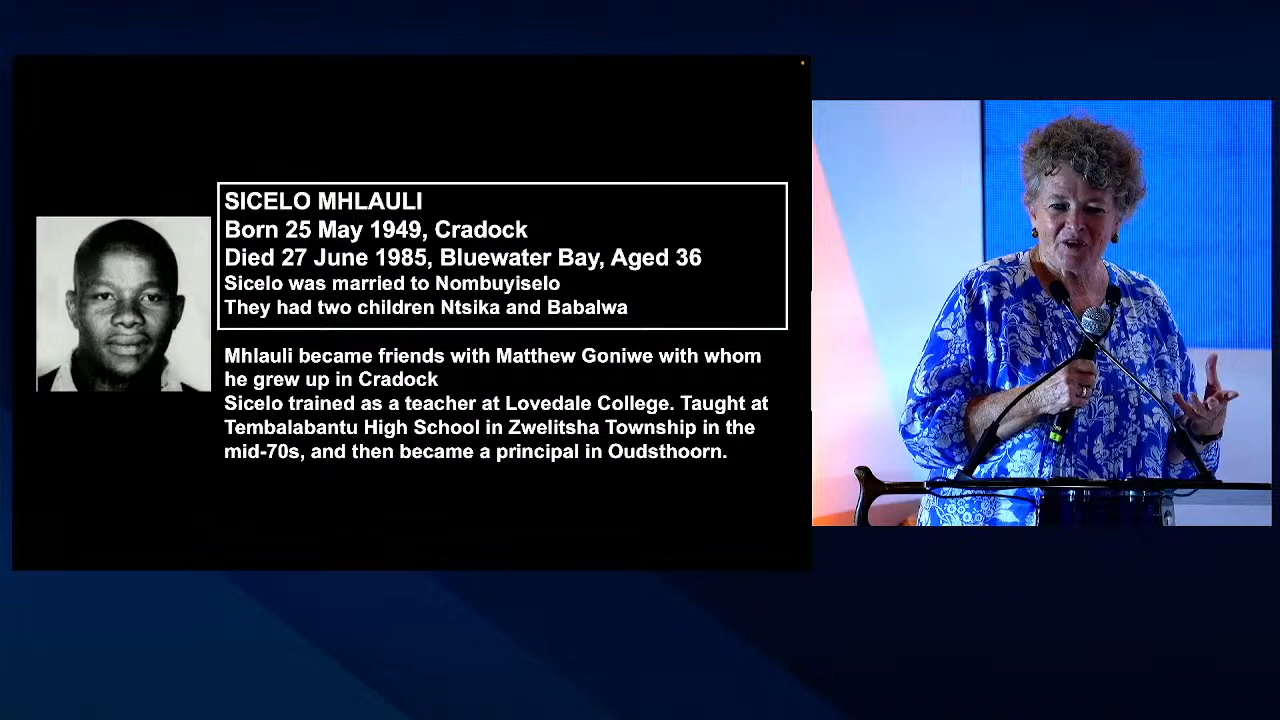 SICELO MHLAULI
Born 25 May 1949, Cradock
Died 27 June 1985, Bluewater Bay, Aged 36
Sicelo was married to Nombuyiselo
They had two children Ntsika and Babalwa
Mhlauli became friends with Matthew Goniwe with whom
he grew up in Cradock
Sicelo trained as a teacher at Lovedale College. Taught at
Tembalabantu High School in Zwelitsha Township in the
mid-70s, and then became a principal in Oudsthoorn.